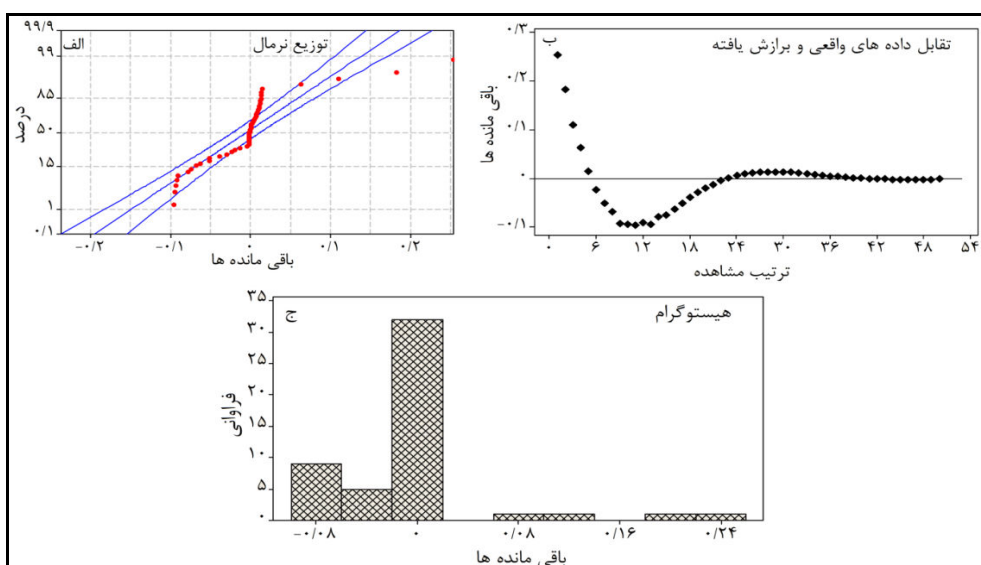 الف
توزیع نرمال
۹۹/۹
۹۹
۸۵
۵۰
۱۵
۱
۰/۱
درصد
-۰/۲ -۰/۱ ۰ ۰/۱ ۰/۲
باقی مانده ها
ب
تقابل داده های واقعی و برازش یافته
۰/۳
۰/۲
۰/۱
۰
-۰/۱
باقی مانده ها
۰ ۶ ۱۲ ۱۸ ۲۴ ۳۰ ۳۶ ۴۲ ۴۸ ۵۴
ترتیب مشاهده
ج
هیستوگرام
۳۵
۳۰
۲۵
۲۰
۱۵
۱۰
۵
۰
فراوانی
-۰/۰۸ ۰ ۰/۰۸ ۰/۱۶ ۰/۲۴
باقی مانده ها